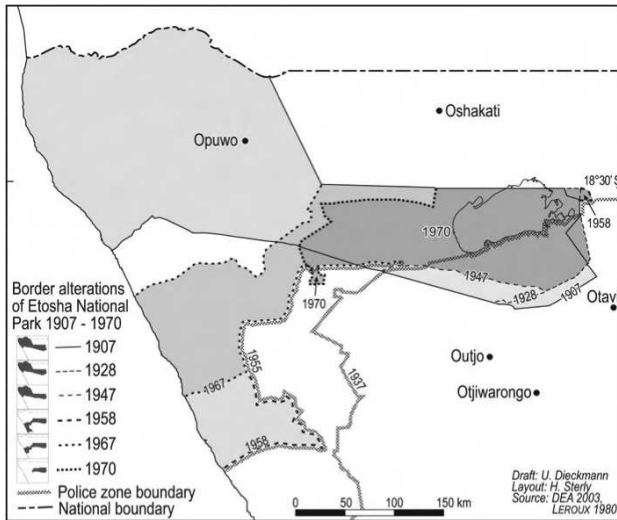 Oshakati
Opuwo
18°30' S
1958
1970
1947
1970
1928
1907
Otavi
Border alterations
of Etosha National
Park 1907 - 1970
1907
1928
1947
1958
1967
1970
Police zone boundary
National boundary
1955
1967
1937
1958
Outjo
Otjiwarongo
0 50 100 150 km
Draft: U. Dieckmann
Layout: H. Sterly
Source: DEA 2003,
LEROUX 1980